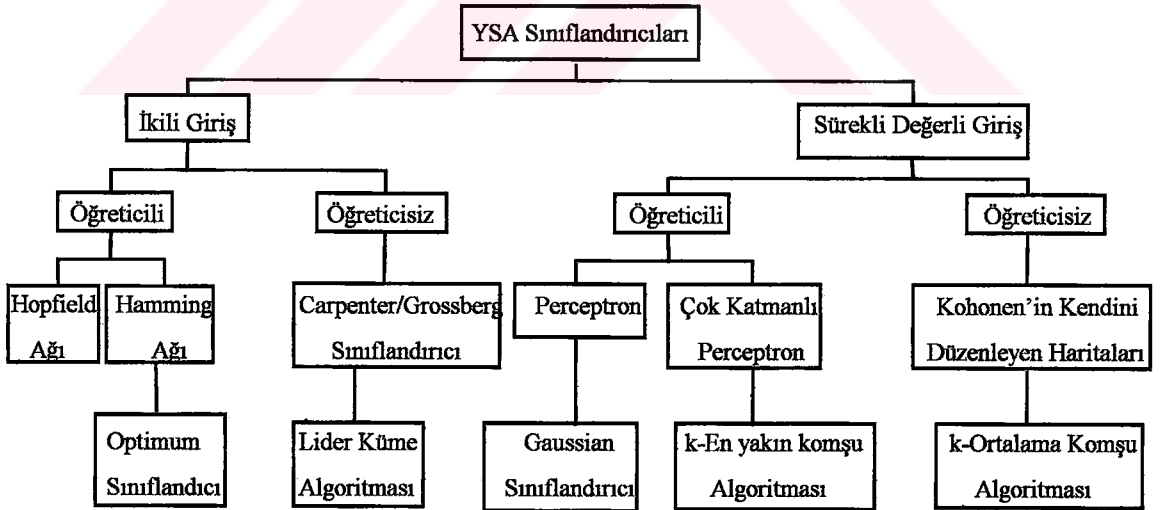 YSA Sınıflandırıcıları
İkili Giriş
Sürekli Değerli Giriş
Öğreticili
Öğreticisiz
Öğreticili
Öğreticisiz
Hopfield
Ağı
Hamming
Ağı
Carpenter/Grossberg
Sınıflandırıcı
Perceptron
Çok Katmanlı
Perceptron
Kohonen'in Kendini
Düzenleyen Haritaları
Optimum
Sınıflandıcı
Lider Küme
Algoritması
Gaussian
Sınıflandırıcı
k-En yakın komşu
Algoritması
k-Ortalama Komşu
Algoritması